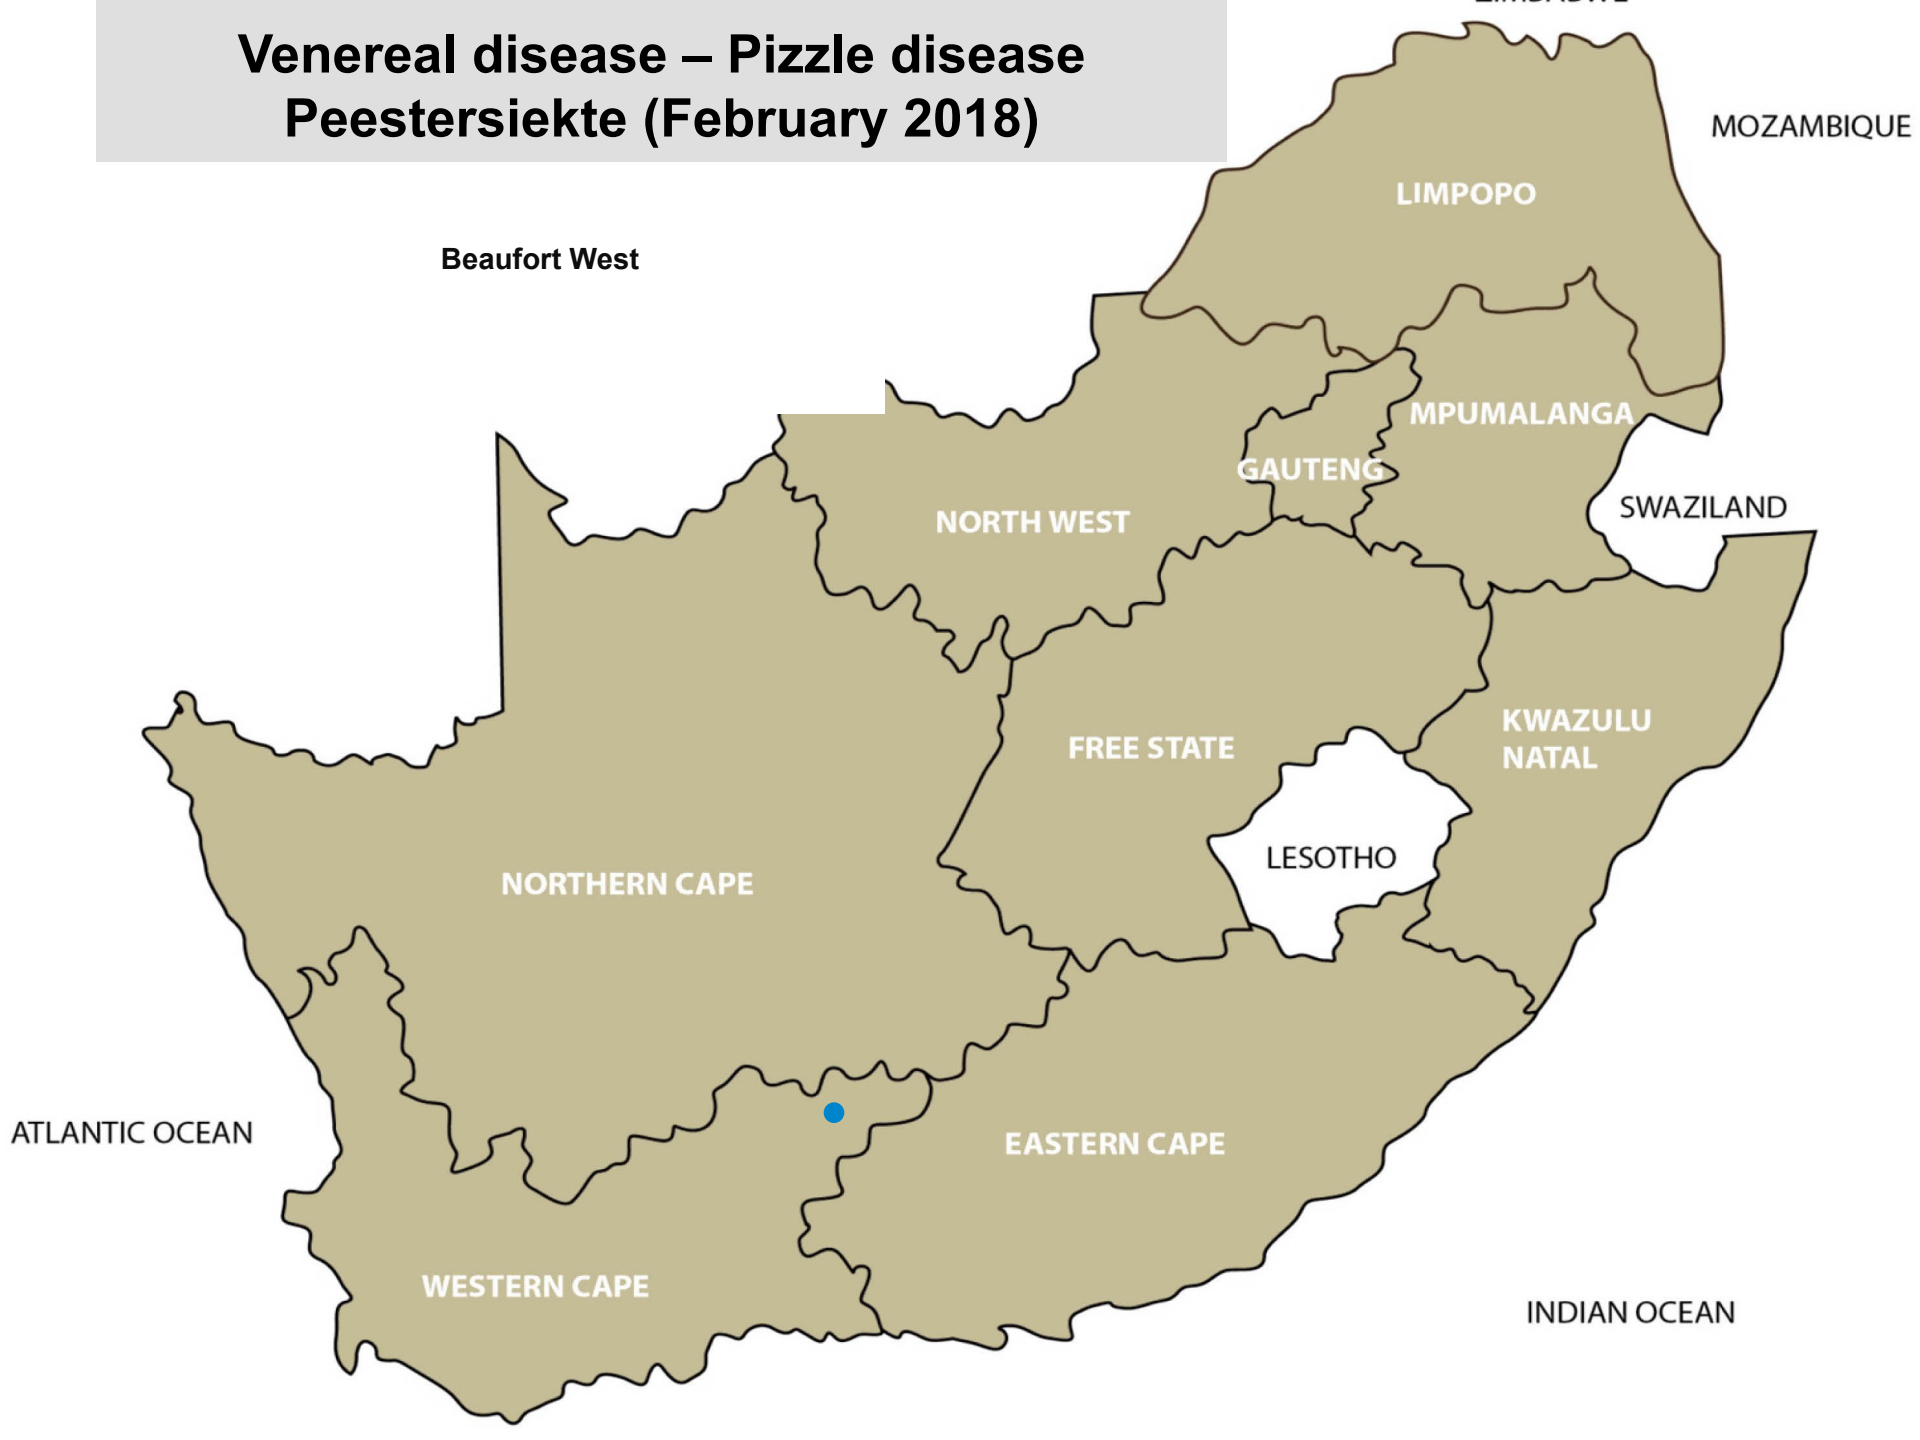 Venereal disease – Pizzle disease
Peestersiekte (February 2018)
MOZAMBIQUE
LIMPOPO
Beaufort West
MPUMALANGA
GAUTENG
SWAZILAND
NORTH WEST
KWAZULU
NATAL
FREE STATE
LESOTHO
NORTHERN CAPE
ATLANTIC OCEAN
EASTERN CAPE
WESTERN CAPE
INDIAN OCEAN